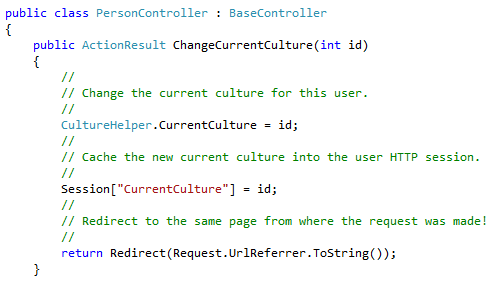 public class PersonController : BaseController
{
    public ActionResult ChangeCurrentCulture(int id)
    {
        //
        // Change the current culture for this user.
        //
        CultureHelper.CurrentCulture = id;
        //
        // Cache the new current culture into the user HTTP session.
        //
        Session["CurrentCulture"] = id;
        //
        // Redirect to the same page from where the request was made!
        //
        return Redirect(Request.UrlReferrer.ToString());
    }